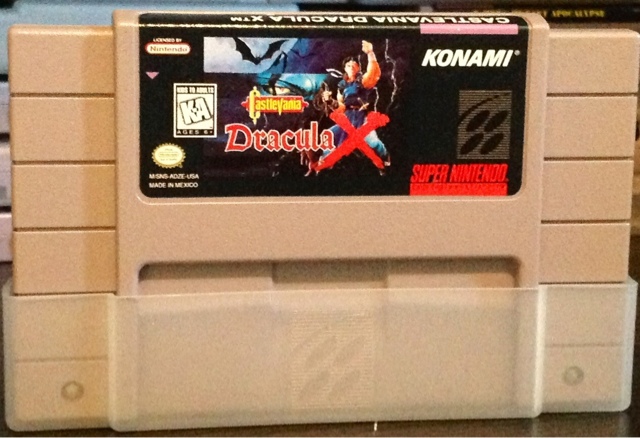 APOCALYPSE
CASTLEVANIA DRACULA X™
LICENSED BY
Nintendo
KONAMI®
KIDS TO ADULTS
K-A
AGES 6+
Castlevania
Dracula X
M/SNS-ADZE-USA
MADE IN MEXICO
SUPER NINTENDO